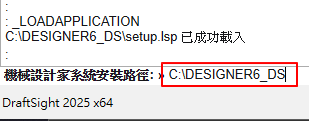 :
: _LOADAPPLICATION
C:\DESIGNER6_DS\setup.lsp 已成功載入
:
機械設計家系統安裝路徑: » C:\DESIGNER6_DS
DraftSight 2025 x64